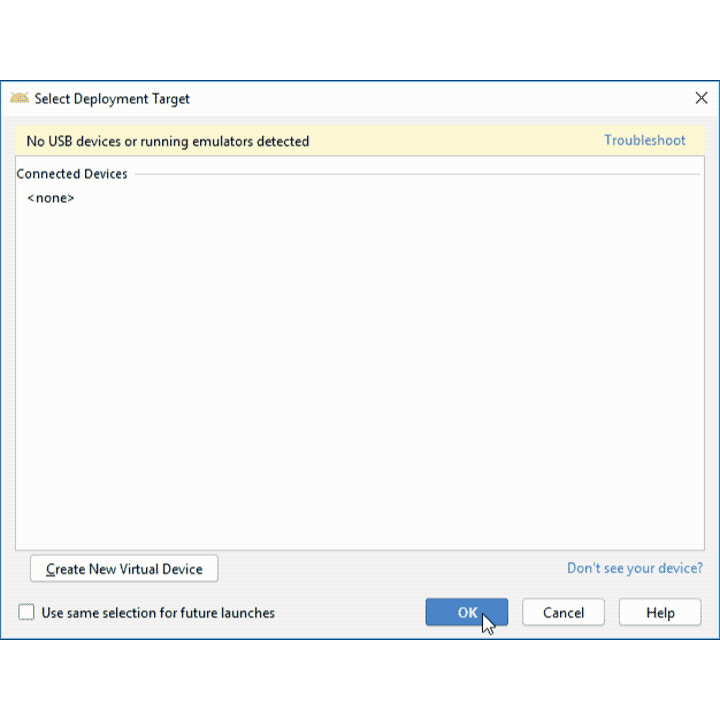 Select Deployment Target
No USB devices or running emulators detected Troubleshoot
Connected Devices
<none>
Create New Virtual Device Don't see your device?
Use same selection for future launches OK Cancel Help